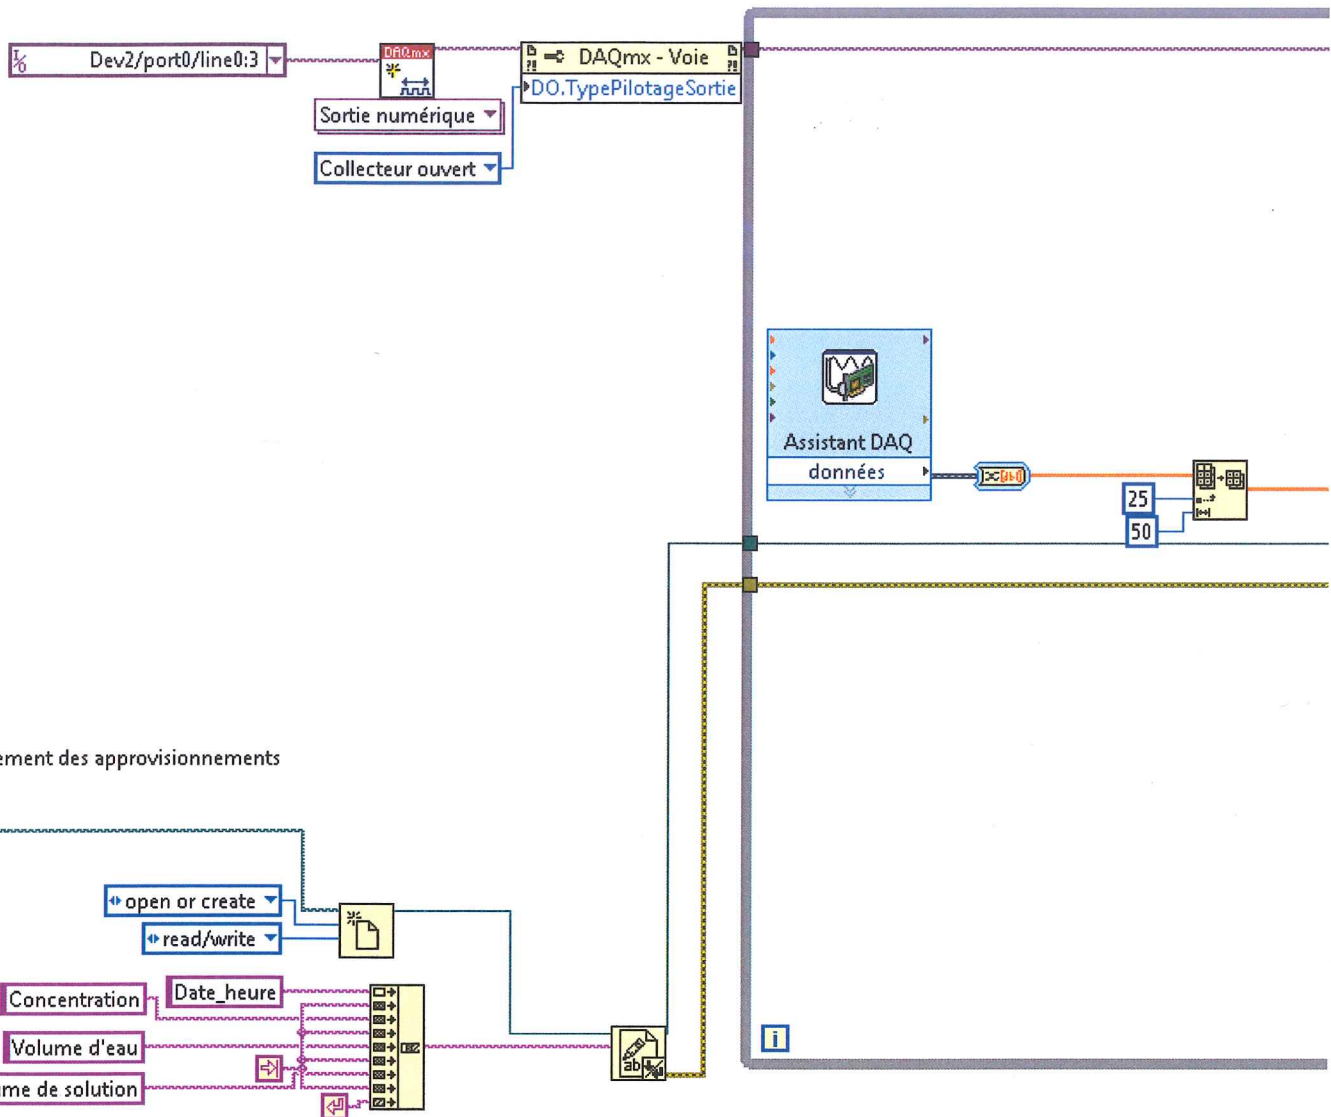 Dev2/port0/line0:3
DAQmx
DAQmx - Voie
DO.TypePilotageSortie
Sortie numérique
Collecteur ouvert
Assistant DAQ
données
25
50
ement des approvisionnements
open or create
read/write
Concentration
Date_heure
Volume d'eau
ume de solution
ab
i